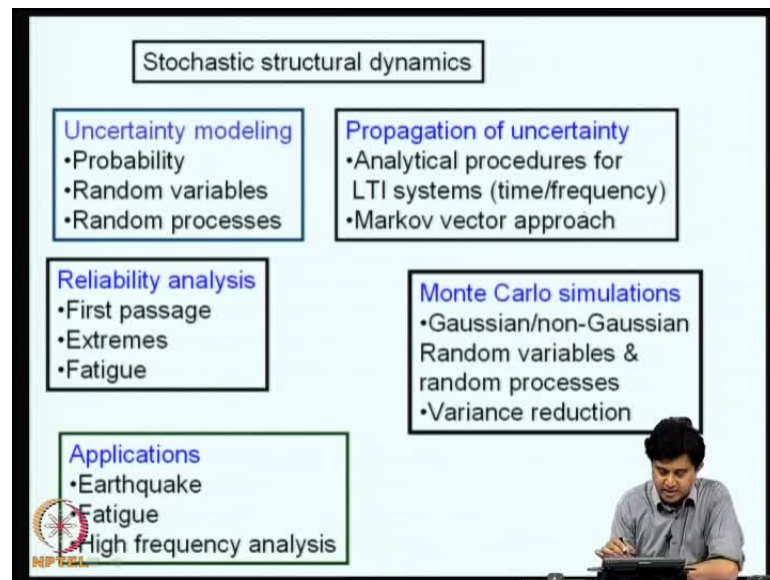 Stochastic structural dynamics
Uncertainty modeling
•Probability
•Random variables
•Random processes
Propagation of uncertainty
•Analytical procedures for
LTI systems (time/frequency)
•Markov vector approach
Reliability analysis
•First passage
•Extremes
•Fatigue
Monte Carlo simulations
•Gaussian/non-Gaussian
Random variables &
random processes
•Variance reduction
Applications
•Earthquake
•Fatigue
•High frequency analysis
NPTEL